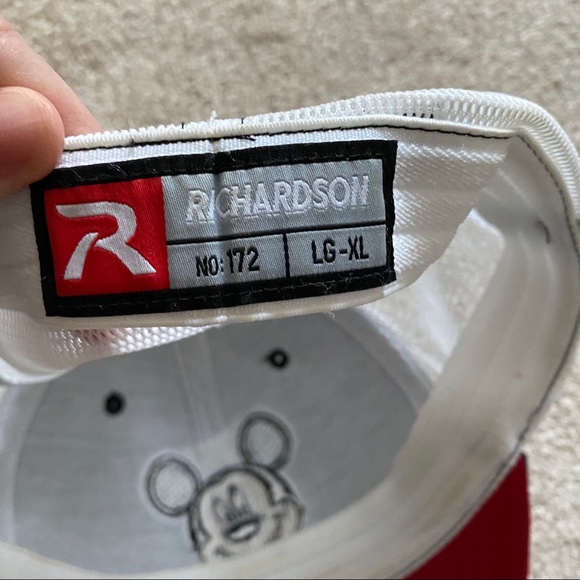 R
RICHARDSON
NO: 172
LG-XL